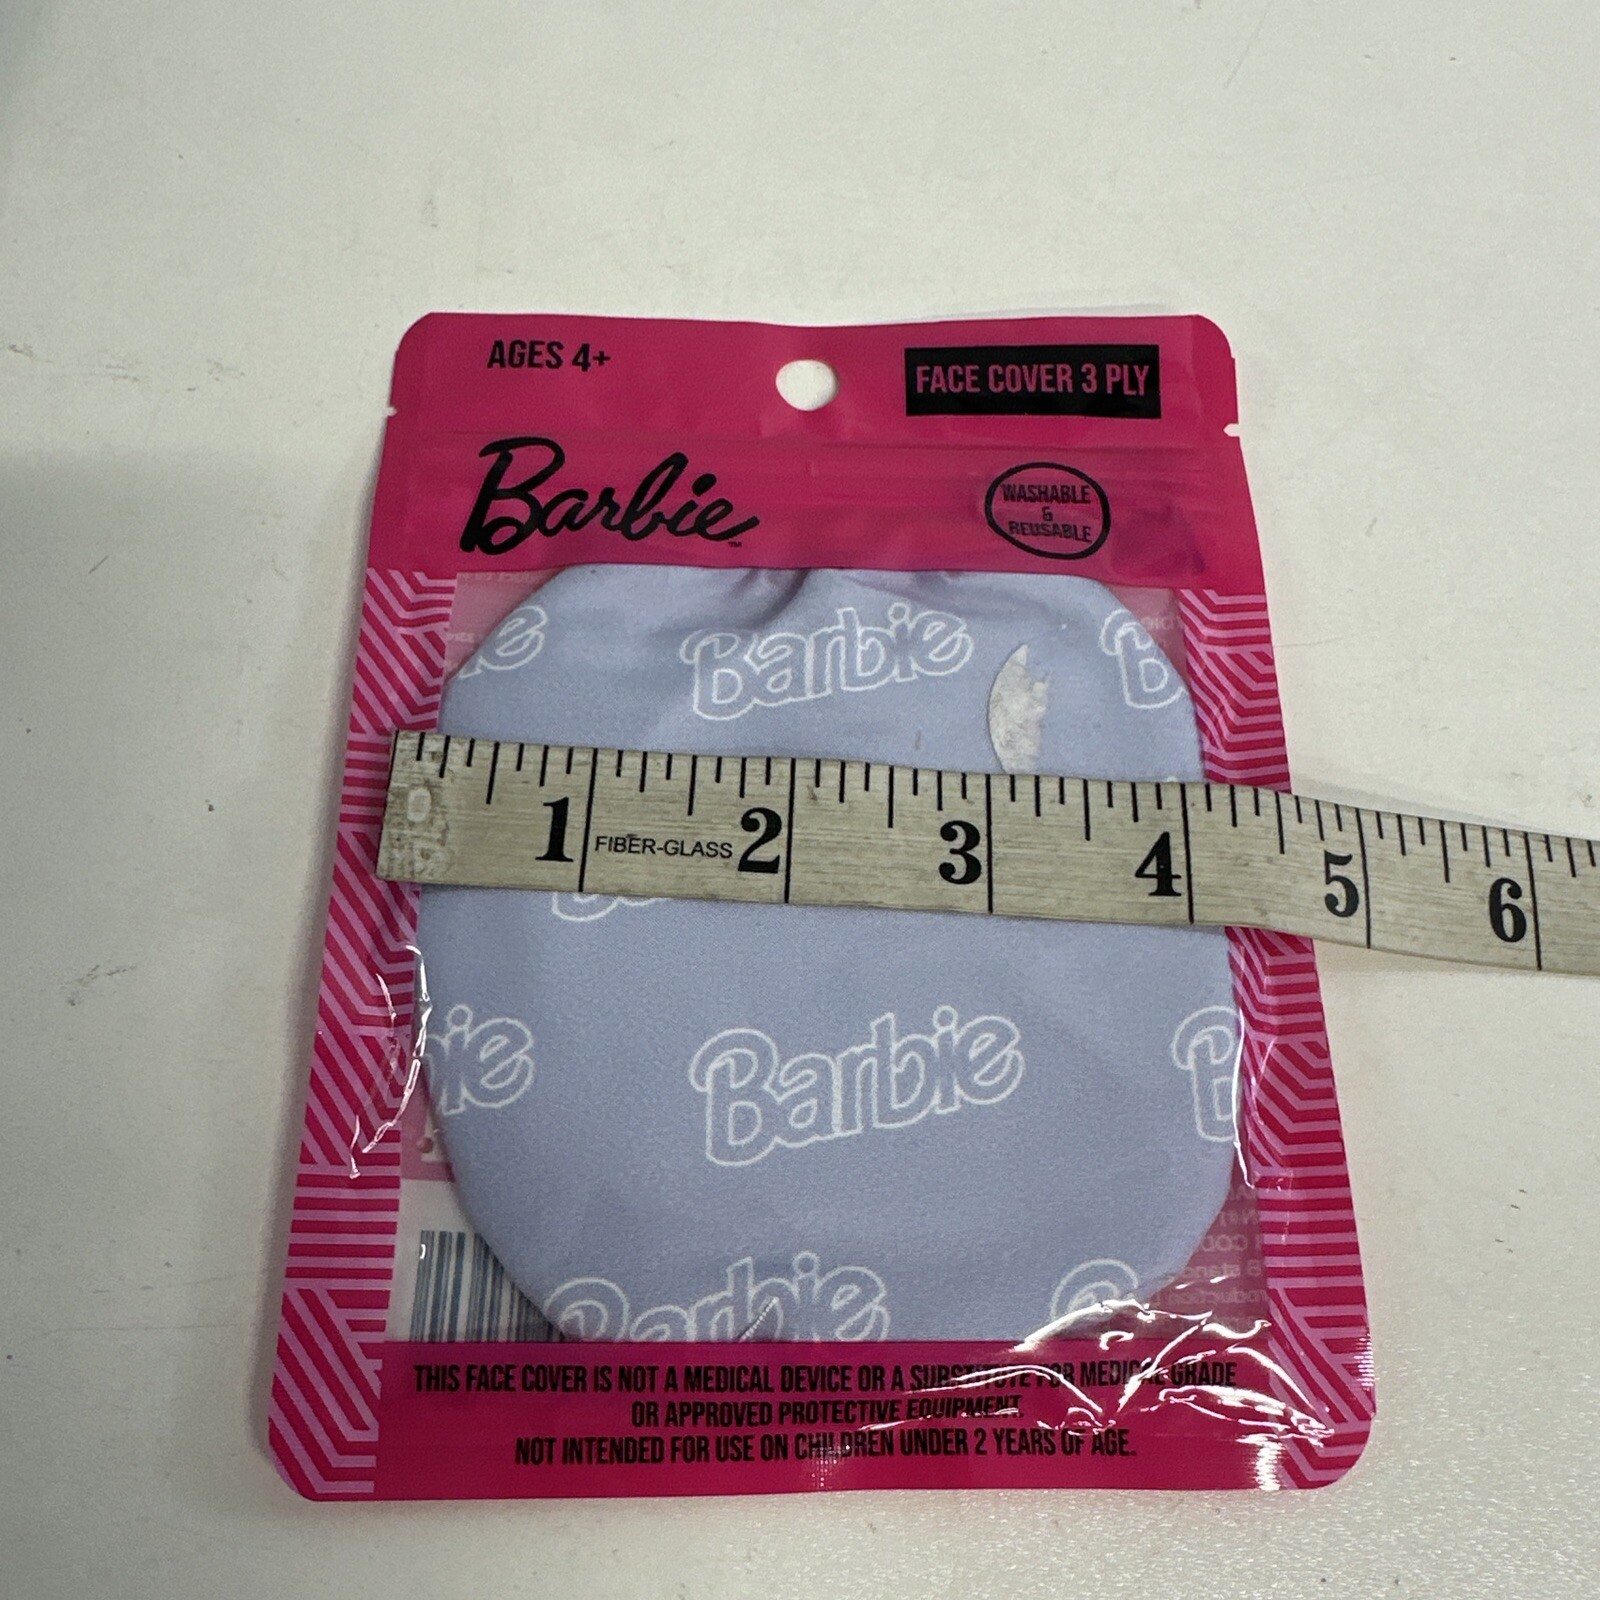 AGES 4+
FACE COVER 3 PLY
Barbie™
WASHABLE
&
REUSABLE
Barbie
B
1 FIBER-GLASS 2 3 4 5 6
bie
Barbie
B
Barbie
THIS FACE COVER IS NOT A MEDICAL DEVICE OR A SUBSTITUTE FOR MEDICAL GRADE
OR APPROVED PROTECTIVE EQUIPMENT.
NOT INTENDED FOR USE ON CHILDREN UNDER 2 YEARS OF AGE.